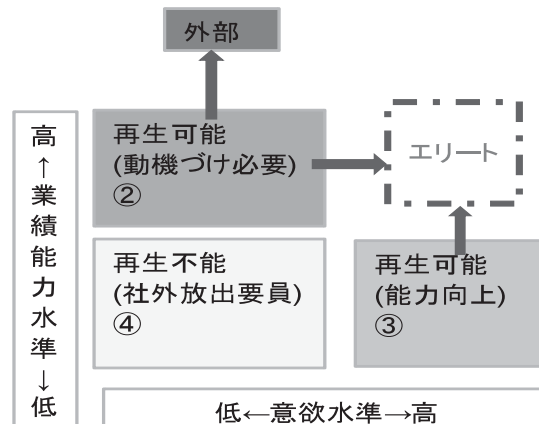 外部
再生可能
(動機づけ必要)
②
エリート
高↑業績能力水準↓低
再生不能
(社外放出要員)
④
再生可能
(能力向上)
③
低←意欲水準→高